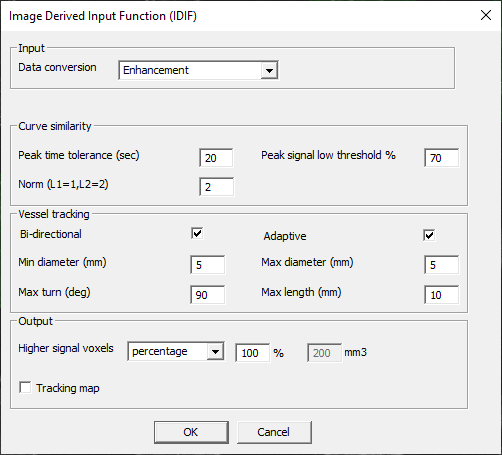 Image Derived Input Function (IDIF)
Input
Data conversion Enhancement
Curve similarity
Peak time tolerance (sec) 20 Peak signal low threshold % 70
Norm (L1=1,L2=2) 2
Vessel tracking
Bi-directional Adaptive
Min diameter (mm) 5 Max diameter (mm) 5
Max turn (deg) 90 Max length (mm) 10
Output
Higher signal voxels percentage 100 % 200 mm3
Tracking map
OK Cancel